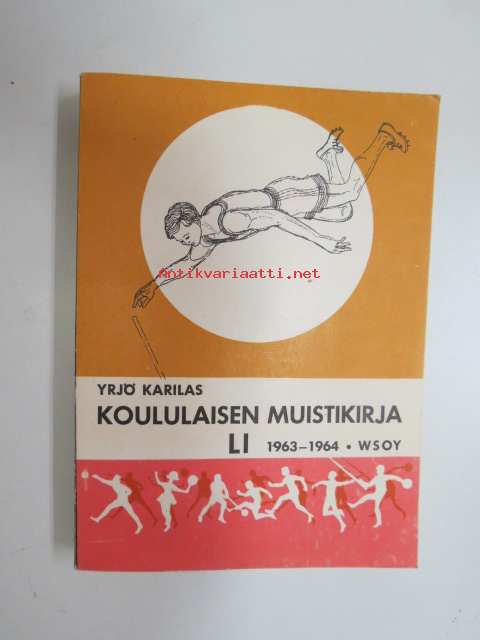 Antikvariaatti.net
YRJÖ KARILAS
KOULULAISEN MUISTIKIRJA
LI 1963–1964 • WSOY